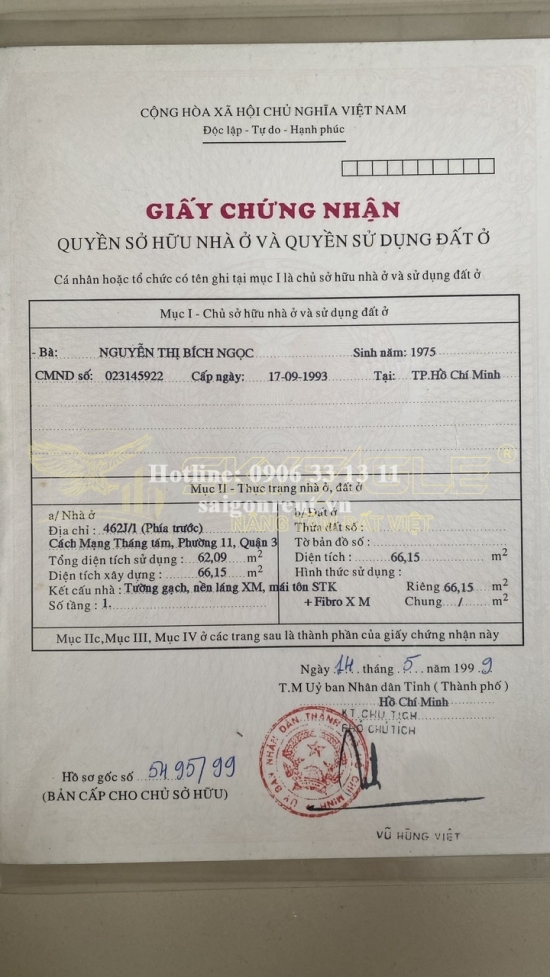 CỘNG HÒA XÃ HỘI CHỦ NGHĨA VIỆT NAM
Độc lập - Tự do - Hạnh phúc
GIẤY CHỨNG NHẬN
QUYỀN SỞ HỮU NHÀ Ở VÀ QUYỀN SỬ DỤNG ĐẤT Ở
Cá nhân hoặc tổ chức có tên ghi tại mục I là chủ sở hữu nhà ở và sử dụng đất ở
Mục I - Chủ sở hữu nhà ở và sử dụng đất ở
- Bà: NGUYỄN THỊ BÍCH NGỌC Sinh năm: 1975
CMND số: 023145922 Cấp ngày: 17-09-1993 Tại: TP.Hồ Chí Minh
Hotline: 0906 33 13 11
Mục II - Thực trạng nhà ở, đất ở
saigonrent.vn
a/ Nhà ở
Địa chỉ : 462J/1 (Phía trước)
Cách Mạng Tháng tám, Phường 11, Quận 3
Tổng diện tích sử dụng : 62,09 m2
Diện tích xây dựng : 66,15 m2
Kết cấu nhà : Tường gạch, nền láng XM, mái tôn STK
+ Fibro X M
Số tầng : 1.
b/ Đất ở
Thửa đất số :
Tờ bản đồ số :
Diện tích : 66,15 m2
Hình thức sử dụng :
Riêng 66,15 m2
Chung / m2
Mục IIc, Mục III, Mục IV ở các trang sau là thành phần của giấy chứng nhận này
Ngày 14 tháng 5 năm 1999
T.M Uỷ ban Nhân dân Tỉnh ( Thành phố )
Hồ Chí Minh
KT CHỦ TỊCH
PHÓ CHỦ TỊCH
Hồ sơ gốc số 5495/99
(BẢN CẤP CHO CHỦ SỞ HỮU)
VŨ HÙNG VIỆT